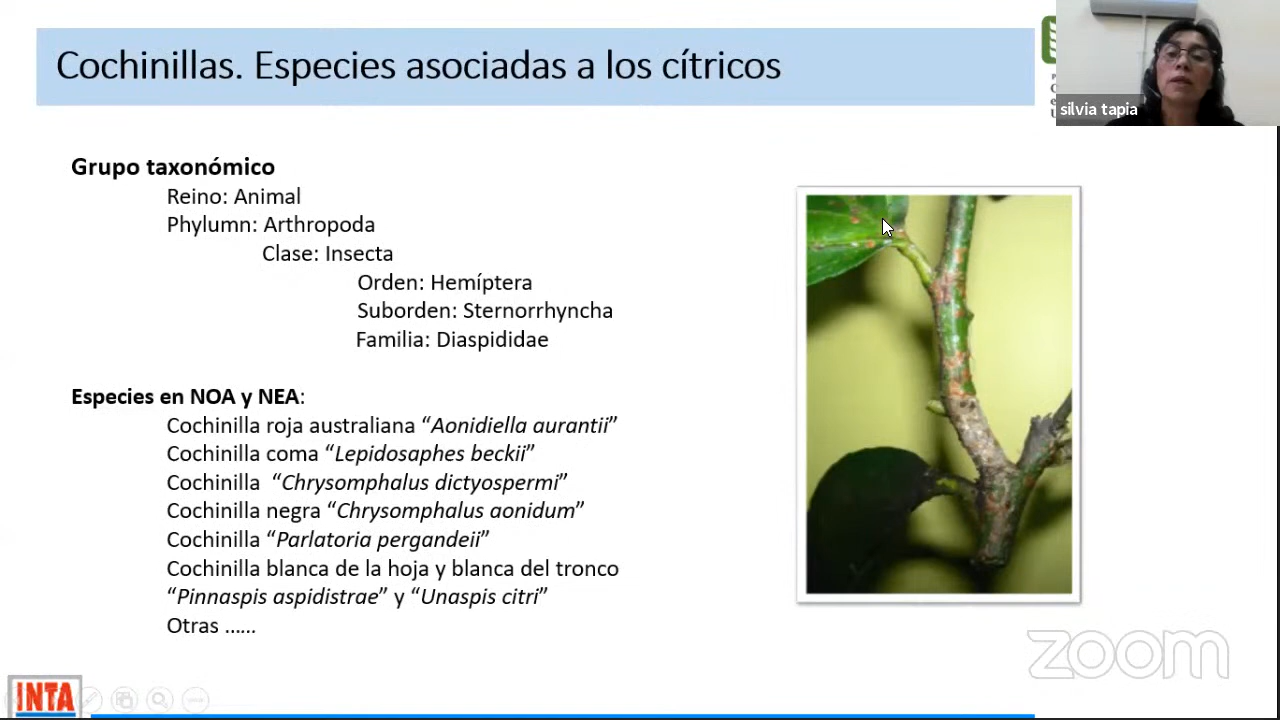 Cochinillas. Especies asociadas a los cítricos
silvia tapia
Grupo taxonómico
Reino: Animal
Phylumn: Arthropoda
Clase: Insecta
Orden: Hemíptera
Suborden: Sternorrhyncha
Familia: Diaspididae
Especies en NOA y NEA:
Cochinilla roja australiana “Aonidiella aurantii”
Cochinilla coma “Lepidosaphes beckii”
Cochinilla “Chrysomphalus dictyospermi”
Cochinilla negra “Chrysomphalus aonidum”
Cochinilla “Parlatoria pergandeii”
Cochinilla blanca de la hoja y blanca del tronco
“Pinnaspis aspidistrae” y “Unaspis citri”
Otras ......
zoom
INTA